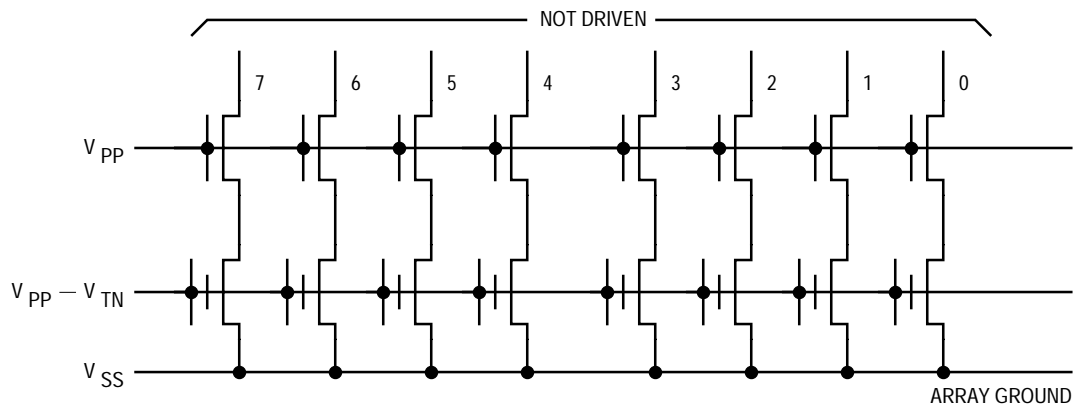 NOT DRIVEN
7 6 5 4 3 2 1 0
V PP
V PP — V TN
V SS
ARRAY GROUND